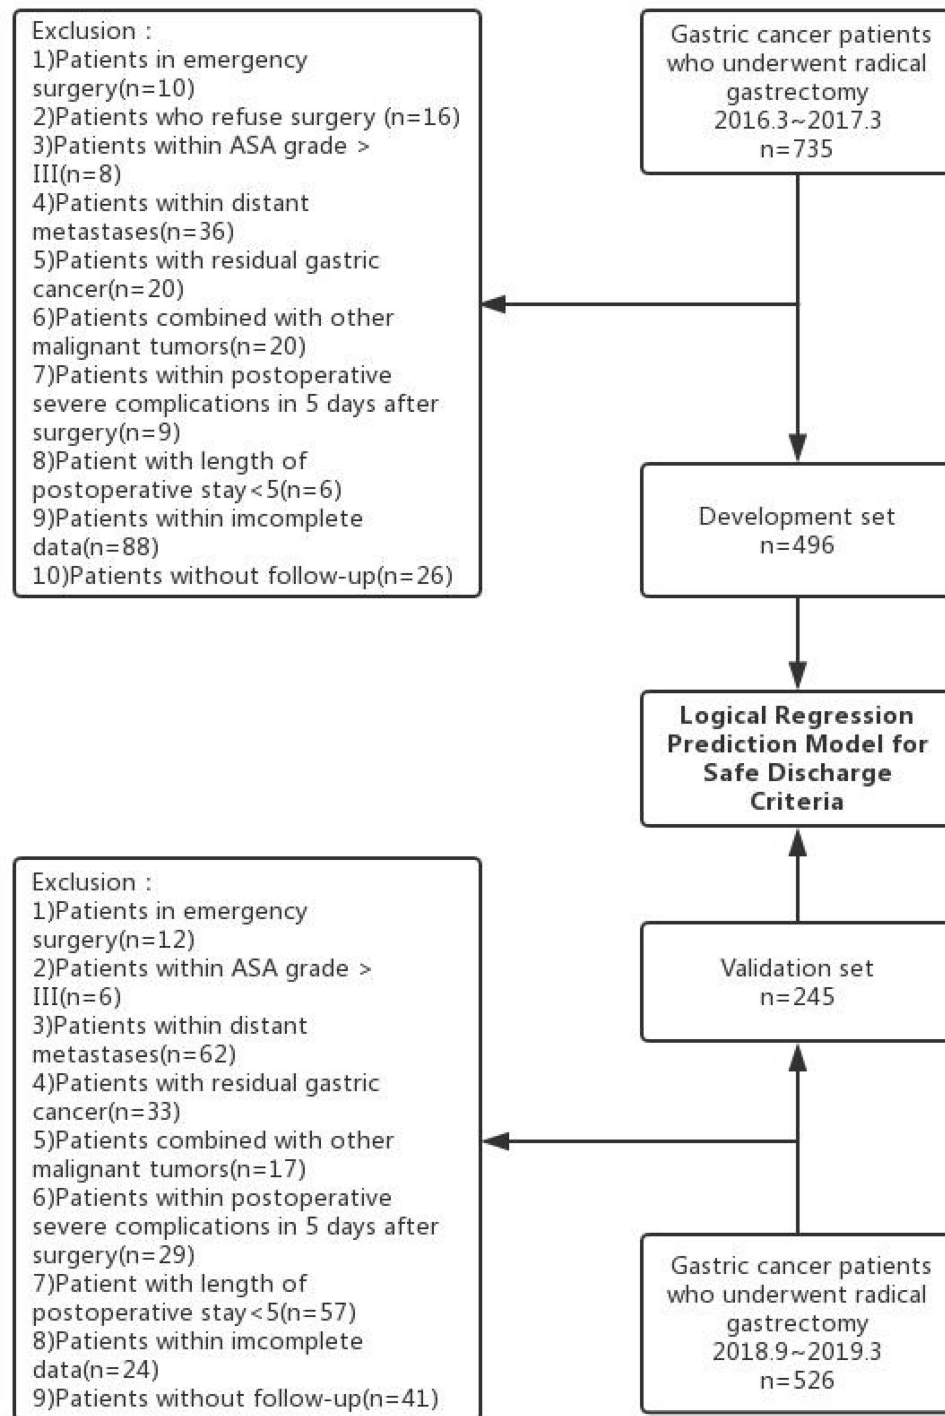 Exclusion :
1)Patients in emergency
surgery(n=10)
2)Patients who refuse surgery (n=16)
3)Patients within ASA grade >
III(n=8)
4)Patients within distant
metastases(n=36)
5)Patients with residual gastric
cancer(n=20)
6)Patients combined with other
malignant tumors(n=20)
7)Patients within postoperative
severe complications in 5 days after
surgery(n=9)
8)Patient with length of
postoperative stay<5(n=6)
9)Patients within imcomplete
data(n=88)
10)Patients without follow-up(n=26)
Gastric cancer patients
who underwent radical
gastrectomy
2016.3~2017.3
n=735
Development set
n=496
Logical Regression
Prediction Model for
Safe Discharge
Criteria
Exclusion :
1)Patients in emergency
surgery(n=12)
2)Patients within ASA grade >
III(n=6)
3)Patients within distant
metastases(n=62)
4)Patients with residual gastric
cancer(n=33)
5)Patients combined with other
malignant tumors(n=17)
6)Patients within postoperative
severe complications in 5 days after
surgery(n=29)
7)Patient with length of
postoperative stay<5(n=57)
8)Patients within imcomplete
data(n=24)
9)Patients without follow-up(n=41)
Validation set
n=245
Gastric cancer patients
who underwent radical
gastrectomy
2018.9~2019.3
n=526